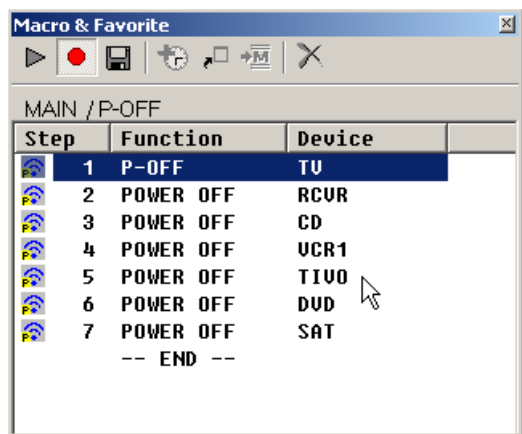 Macro & Favorite
MAIN / P-OFF
Step Function Device
1 P-OFF TV
2 POWER OFF RCVR
3 POWER OFF CD
4 POWER OFF VCR1
5 POWER OFF TIVO
6 POWER OFF DVD
7 POWER OFF SAT
-- END --